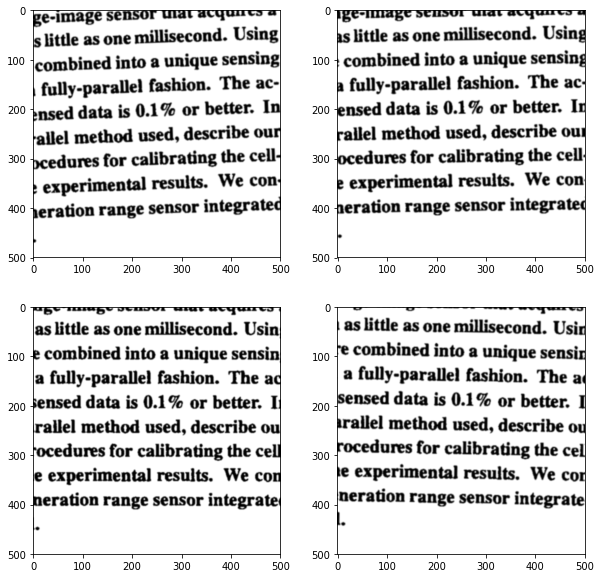 ge-image sensor that acquires a
s little as one millisecond. Using
combined into a unique sensing
fully-parallel fashion. The ac-
ensed data is 0.1% or better. In
rallel method used, describe our
ocedures for calibrating the cell-
e experimental results. We con-
neration range sensor integrated
.
0
100
200
300
400
500
0 100 200 300 400 500
ge-image sensor that acquires a
as little as one millisecond. Using
combined into a unique sensing
a fully-parallel fashion. The ac-
ensed data is 0.1% or better. In
rallel method used, describe our
ocedures for calibrating the cell-
e experimental results. We con-
neration range sensor integrated
.
0
100
200
300
400
500
0 100 200 300 400 500
as little as one millisecond. Using
e combined into a unique sensin
a fully-parallel fashion. The ac
sensed data is 0.1% or better. I
rallel method used, describe ou
rocedures for calibrating the cell
e experimental results. We con
neration range sensor integrate
.
0
100
200
300
400
500
0 100 200 300 400 500
as little as one millisecond. Usin
re combined into a unique sensin
a fully-parallel fashion. The a
sensed data is 0.1% or better. I
arallel method used, describe ou
rocedures for calibrating the cel
e experimental results. We con
neration range sensor integrate
l.
0
100
200
300
400
500
0 100 200 300 400 500